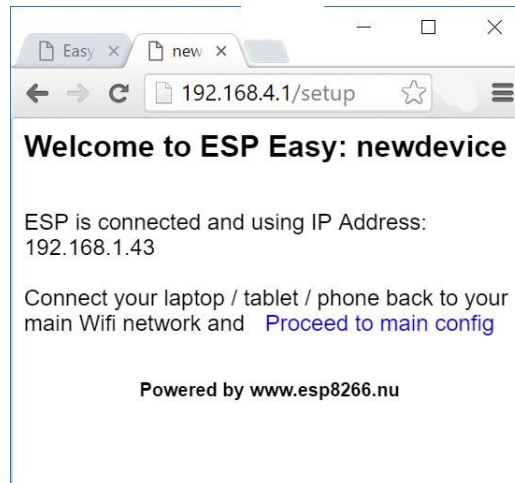 Easy
new
192.168.4.1/setup
Welcome to ESP Easy: newdevice
ESP is connected and using IP Address:
192.168.1.43
Connect your laptop / tablet / phone back to your
main Wifi network and Proceed to main config
Powered by www.esp8266.nu